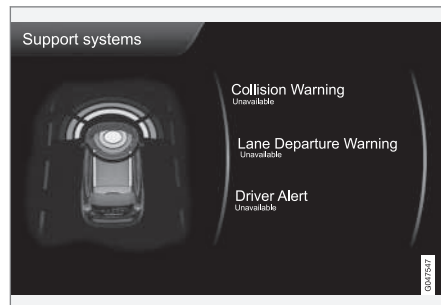 Support systems
Collision Warning
Unavailable
Lane Departure Warning
Unavailable
Driver Alert
Unavailable
G047547